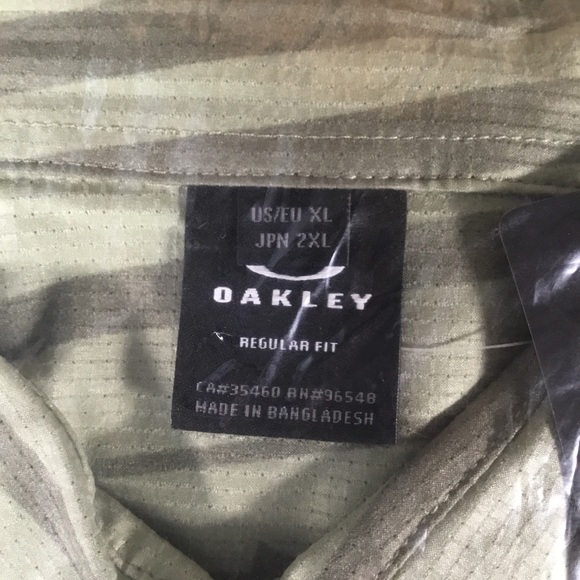 US/EU XL
JPN 2XL
OAKLEY
REGULAR FIT
CA#35460 RN#96548
MADE IN BANGLADESH